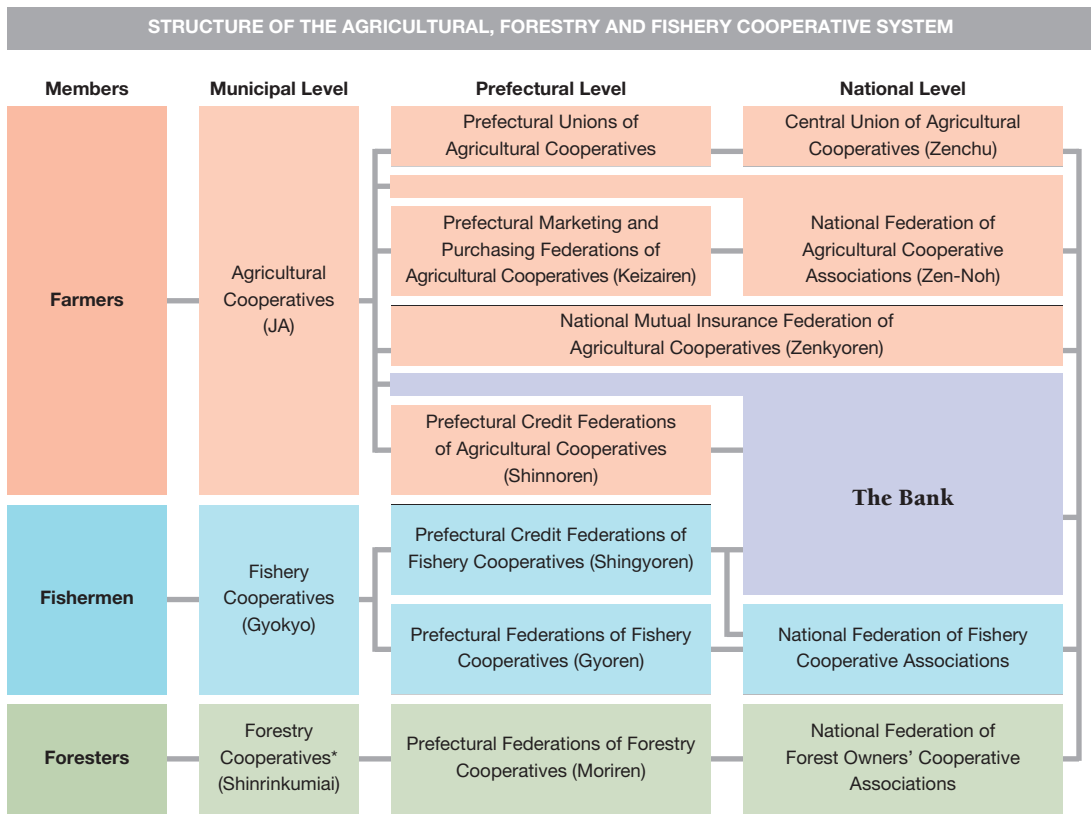 STRUCTURE OF THE AGRICULTURAL, FORESTRY AND FISHERY COOPERATIVE SYSTEM
Members
Municipal Level
Prefectural Level
National Level
Farmers
Agricultural
Cooperatives
(JA)
Prefectural Unions of
Agricultural Cooperatives
Central Union of Agricultural
Cooperatives (Zenchu)
Prefectural Marketing and
Purchasing Federations of
Agricultural Cooperatives (Keizairen)
National Federation of
Agricultural Cooperative
Associations (Zen-Noh)
National Mutual Insurance Federation of
Agricultural Cooperatives (Zenkyoren)
Prefectural Credit Federations
of Agricultural Cooperatives
(Shinnoren)
The Bank
Fishermen
Fishery
Cooperatives
(Gyokyo)
Prefectural Credit Federations of
Fishery Cooperatives (Shingyoren)
Prefectural Federations of Fishery
Cooperatives (Gyoren)
National Federation of Fishery
Cooperative Associations
Foresters
Forestry
Cooperatives*
(Shinrinkumiai)
Prefectural Federations of Forestry
Cooperatives (Moriren)
National Federation of
Forest Owners' Cooperative
Associations